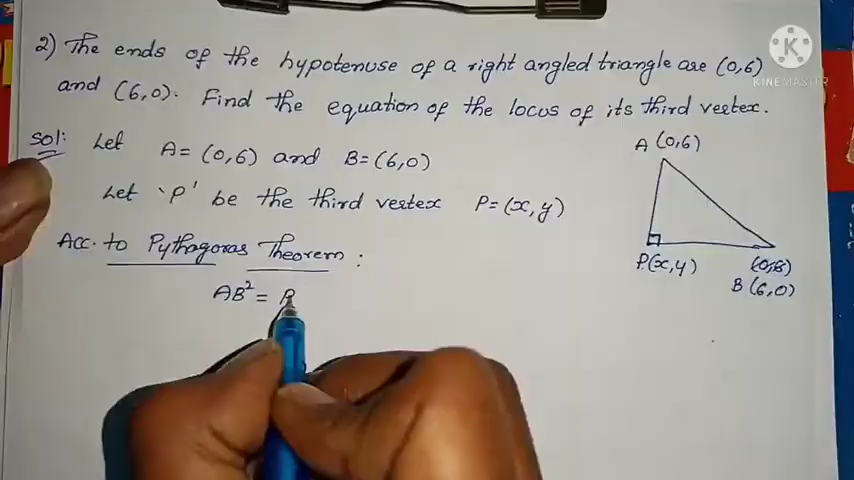 2) The ends of the hypotenuse of a right angled triangle are (0,6)
and (6,0). Find the equation of the locus of its third vertex.
Sol: Let A= (0,6) and B=(6,0)
Let 'P' be the third vertex P=(x,y)
Acc. to Pythagoras Theorem :
AB²= P
A (0,6)
P(x,y)
B (6,0)
KINEMASTER